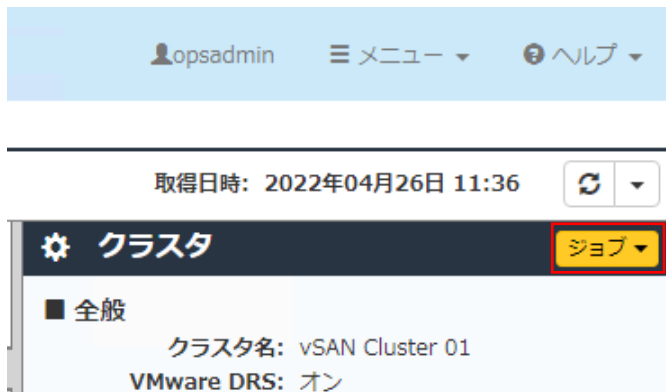 opsadmin メニュー ヘルプ
取得日時: 2022年04月26日 11:36
クラスタ ジョブ
■ 全般
クラスタ名: vSAN Cluster 01
VMware DRS: オン